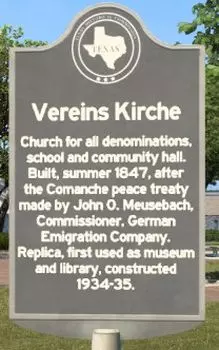 TEXAS
Vereins Kirche
Church for all denominations,
school and community hall.
Built, summer 1847, after
the Comanche peace treaty
made by John O. Meusebach,
Commissioner, German
Emigration Company.
Replica, first used as museum
and library, constructed
1934-35.